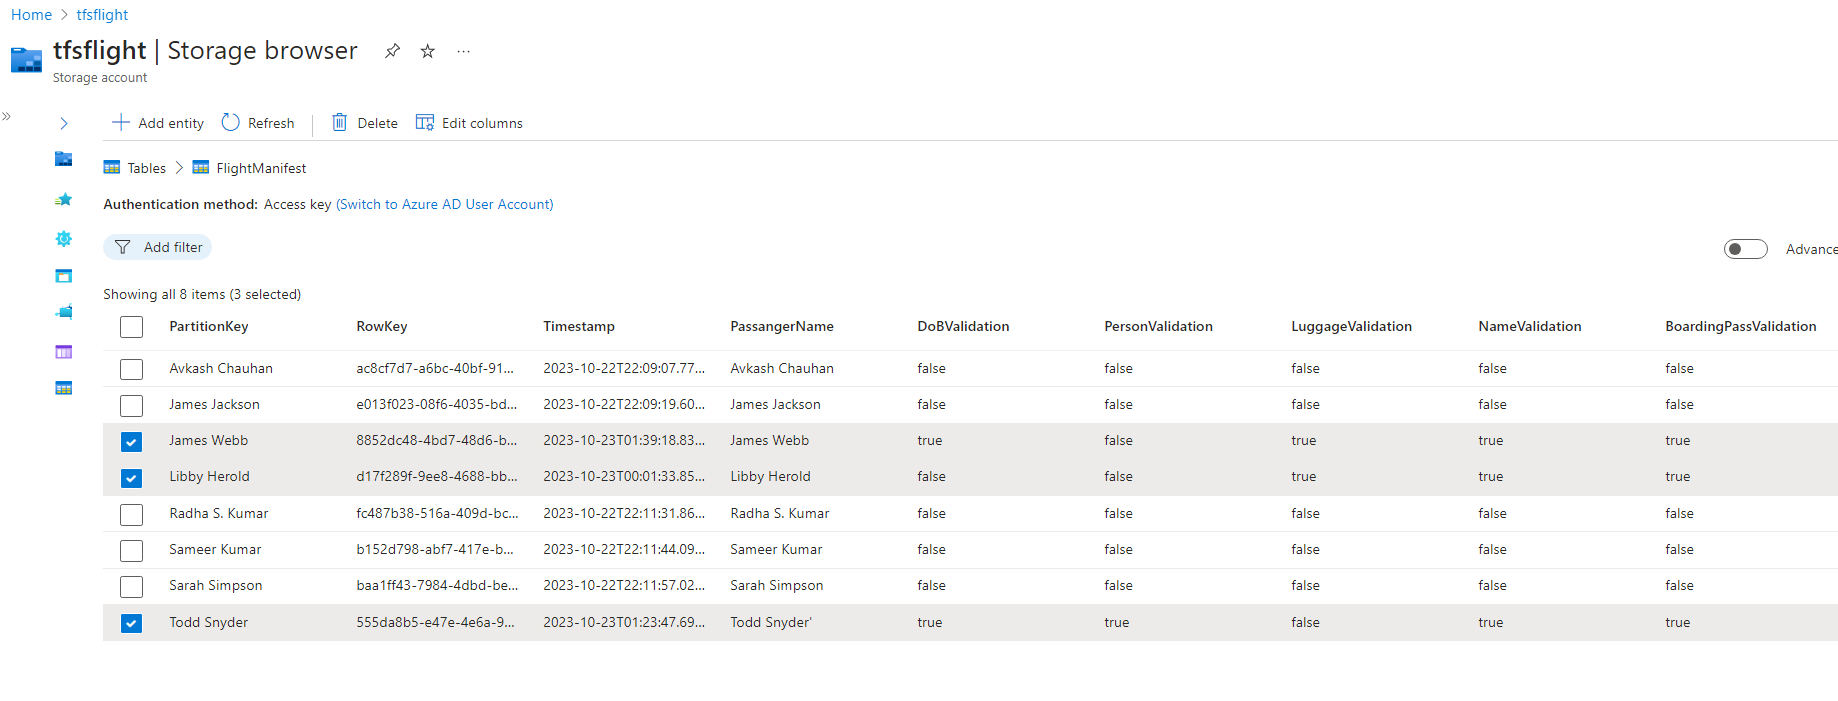 Home > tfsflight
tfsflight | Storage browser ...
Storage account
Add entity Refresh Delete Edit columns
Tables > FlightManifest
Authentication method: Access key (Switch to Azure AD User Account)
Add filter Advance
Showing all 8 items (3 selected)
PartitionKey RowKey Timestamp PassangerName DoBValidation PersonValidation LuggageValidation NameValidation BoardingPassValidation
Avkash Chauhan ac8cf7d7-a6bc-40bf-91... 2023-10-22T22:09:07.77... Avkash Chauhan false false false false false
James Jackson e013f023-08f6-4035-bd... 2023-10-22T22:09:19.60... James Jackson false false false false false
James Webb 8852dc48-4bd7-48d6-b... 2023-10-23T01:39:18.83... James Webb true false true true true
Libby Herold d17f289f-9ee8-4688-bb... 2023-10-23T00:01:33.85... Libby Herold false false true true true
Radha S. Kumar fc487b38-516a-409d-bc... 2023-10-22T22:11:31.86... Radha S. Kumar false false false false false
Sameer Kumar b152d798-abf7-417e-b... 2023-10-22T22:11:44.09... Sameer Kumar false false false false false
Sarah Simpson baa1ff43-7984-4dbd-be... 2023-10-22T22:11:57.02... Sarah Simpson false false false false false
Todd Snyder 555da8b5-e47e-4e6a-9... 2023-10-23T01:23:47.69... Todd Snyder' true true false true true